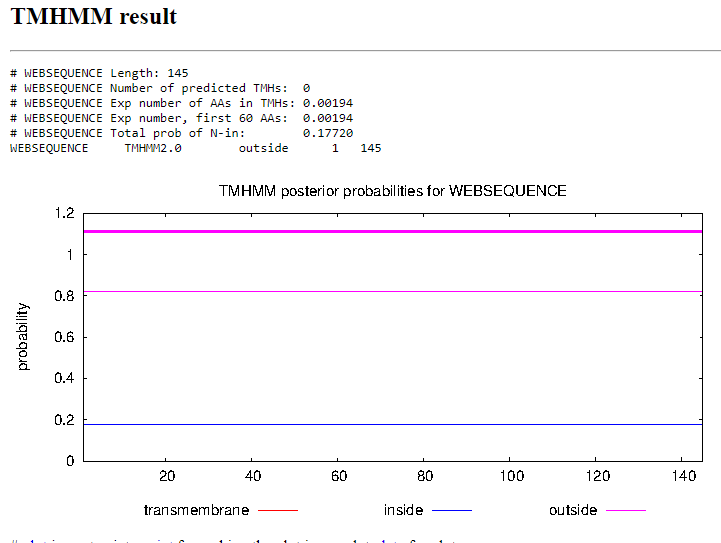 TMHMM result
# WEBSEQUENCE Length: 145
# WEBSEQUENCE Number of predicted TMHs:  0
# WEBSEQUENCE Exp number of AAs in TMHs: 0.00194
# WEBSEQUENCE Exp number, first 60 AAs:  0.00194
# WEBSEQUENCE Total prob of N-in:        0.17720
WEBSEQUENCE     TMHMM2.0        outside      1   145
TMHMM posterior probabilities for WEBSEQUENCE
1.2
1
0.8
0.6
0.4
0.2
0
probability
20 40 60 80 100 120 140
transmembrane inside outside